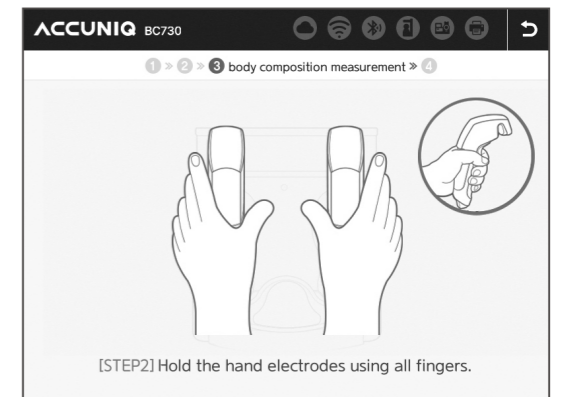 ACCUNIQ BC730
1 » 2 » 3 body composition measurement » 4
[STEP2] Hold the hand electrodes using all fingers.